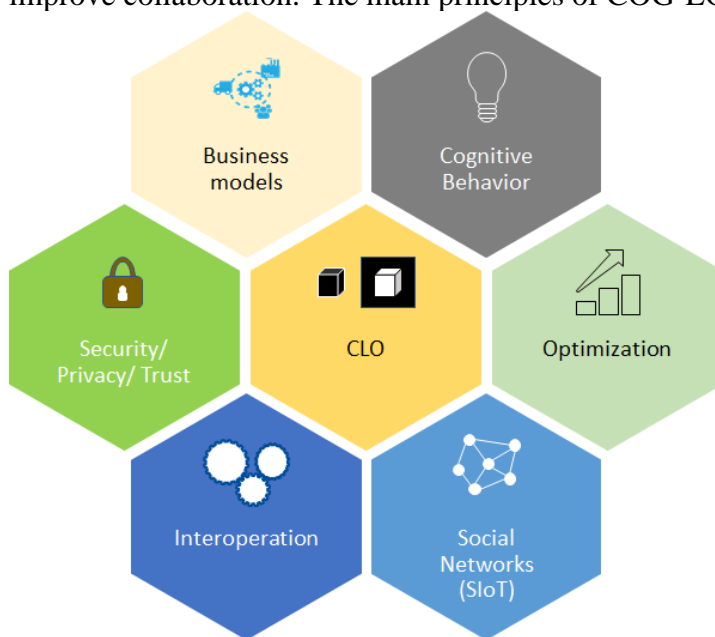 improve collaboration. The main principles of COG-LO
Business
models
Cognitive
Behavior
Security/
Privacy/ Trust
CLO
Optimization
Interoperation
Social
Networks
(SIoT)